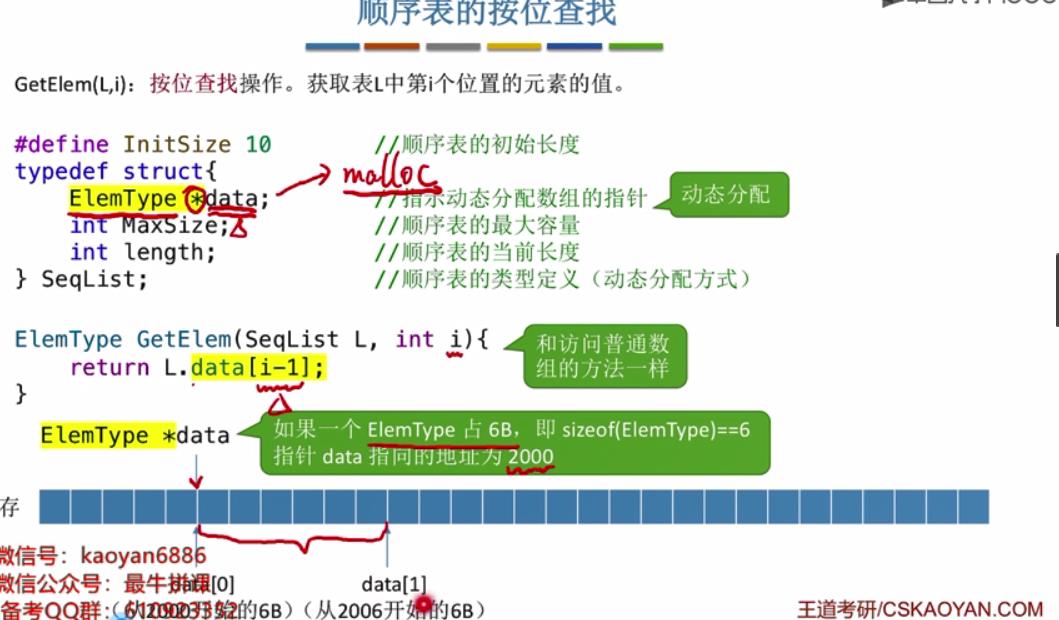 顺序表的按位查找
GetElem(L,i)：按位查找操作。获取表L中第i个位置的元素的值。
#define InitSize 10 //顺序表的初始长度
typedef struct{
malloc
ElemType *data; //指示动态分配数组的指针
动态分配
int MaxSize; //顺序表的最大容量
int length; //顺序表的当前长度
} SeqList; //顺序表的类型定义（动态分配方式）
ElemType GetElem(SeqList L, int i){
return L.data[i-1];
}
和访问普通数
组的方法一样
ElemType *data
如果一个 ElemType 占 6B，即 sizeof(ElemType)==6
指针 data 指向的地址为 2000
存
微信号：kaoyan6886
微信公众号：最牛拼课
data[0]
data[1]
备考QQ群：
（从2000开始的6B）（从2006开始的6B）
王道考研/CSKAOYAN.COM